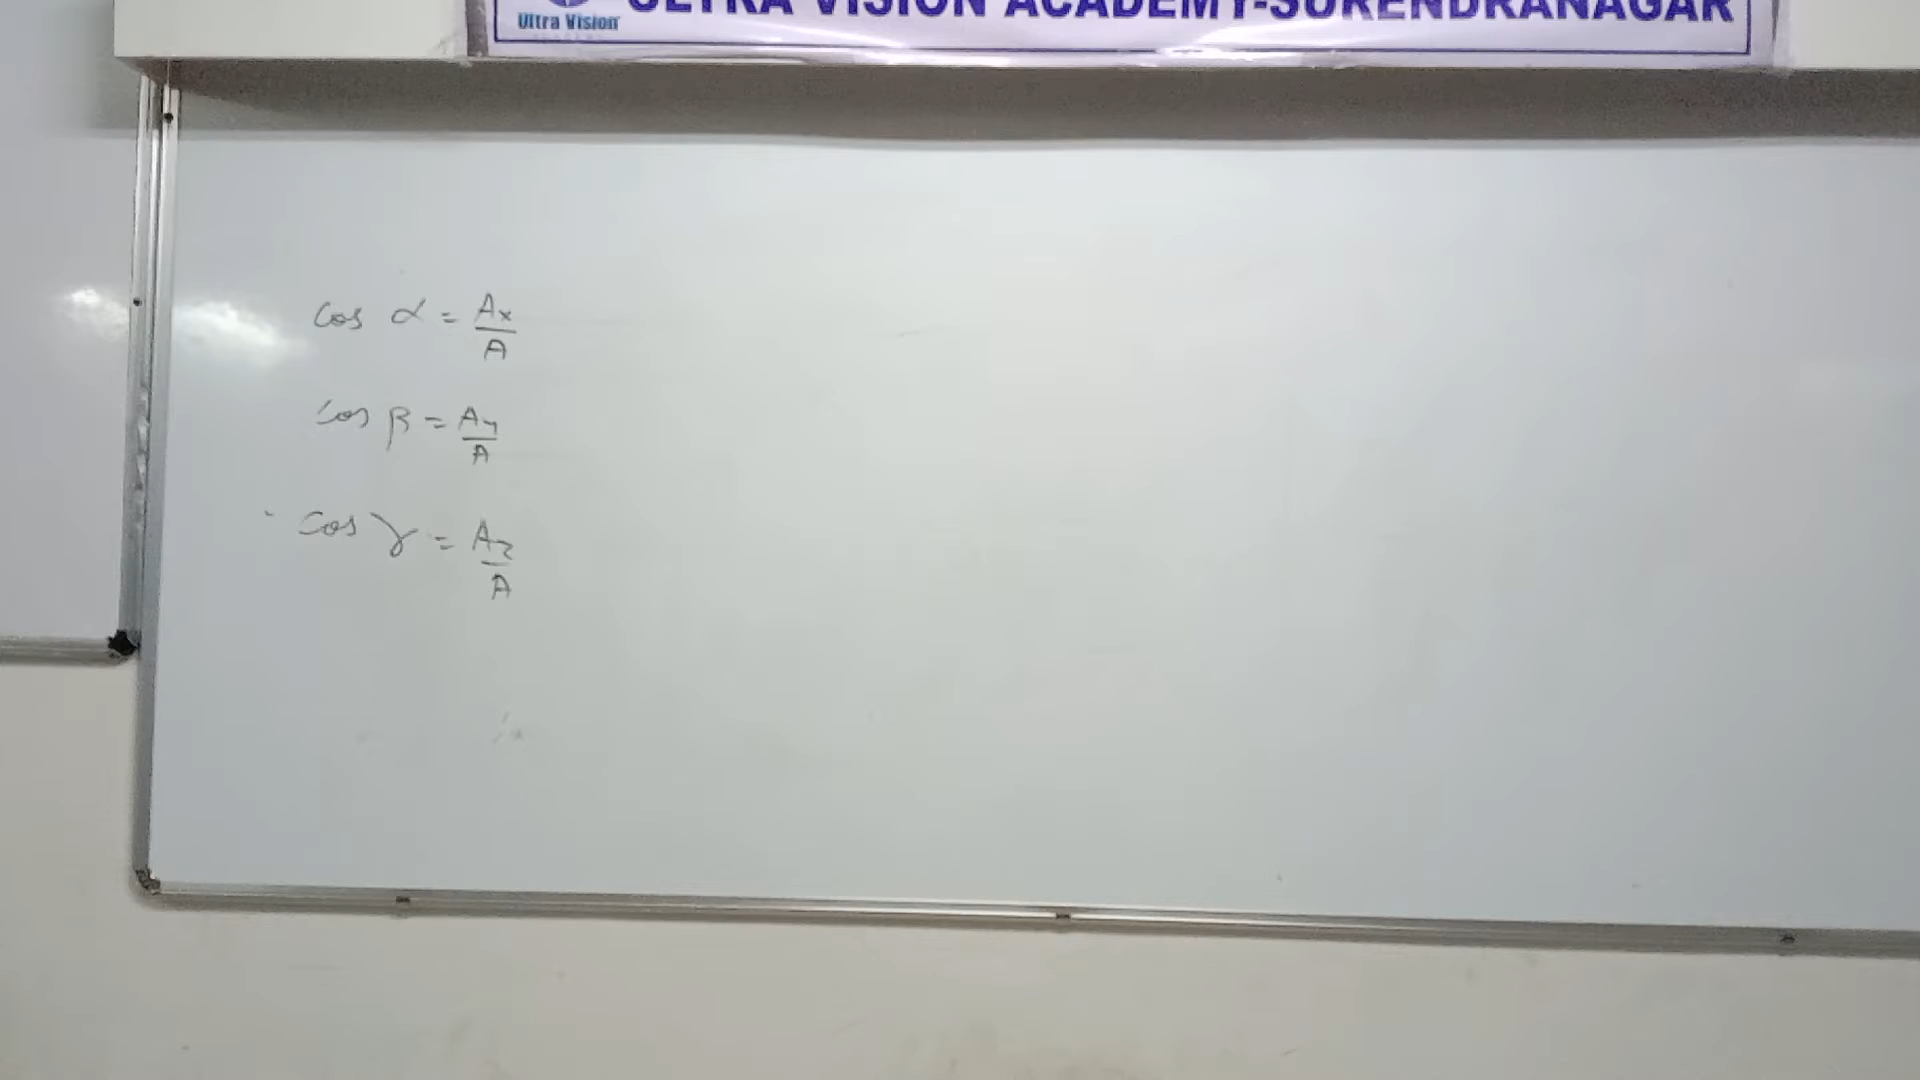 ULTRA VISION ACADEMY-SURENDRANAGAR
Ultra Vision
cos α = Ax/A
cos β = Ay/A
cos γ = Az/A